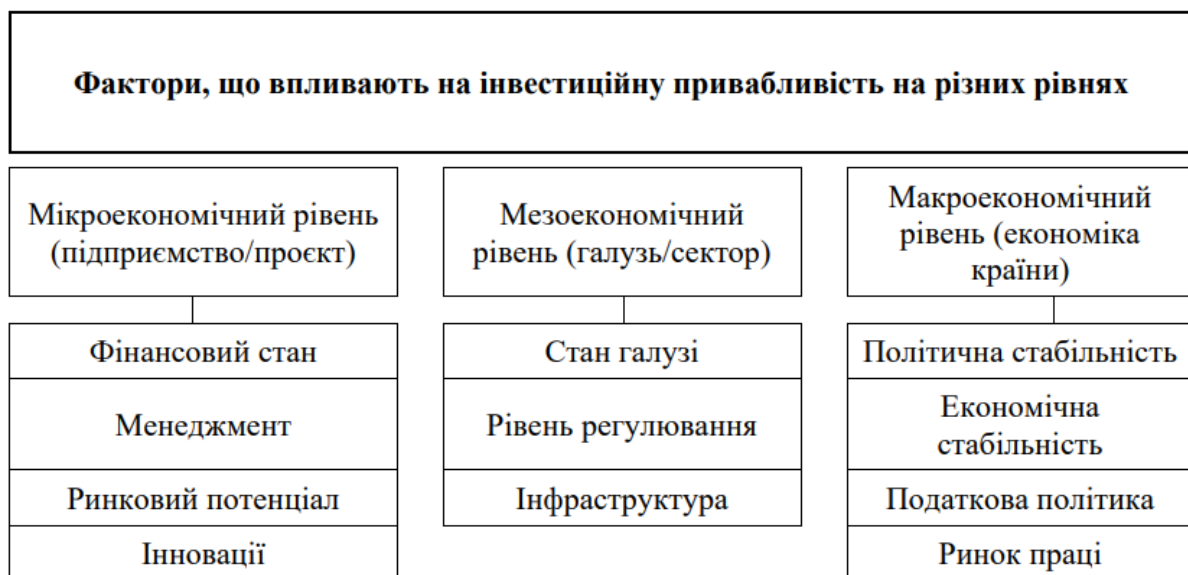 Фактори, що впливають на інвестиційну привабливість на різних рівнях
Мікроекономічний рівень
(підприємство/проєкт)
Фінансовий стан
Менеджмент
Ринковий потенціал
Інновації
Мезоекономічний
рівень (галузь/сектор)
Стан галузі
Рівень регулювання
Інфраструктура
Макроекономічний
рівень (економіка
країни)
Політична стабільність
Економічна
стабільність
Податкова політика
Ринок праці